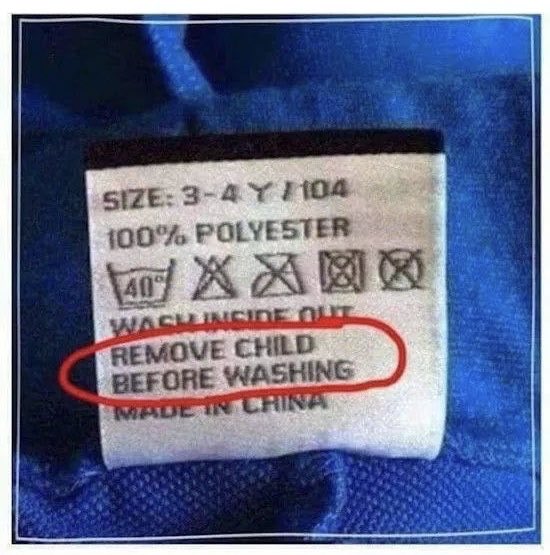 SIZE: 3-4 Y / 104
100% POLYESTER
40°
WASH INSIDE OUT
REMOVE CHILD
BEFORE WASHING
MADE IN CHINA